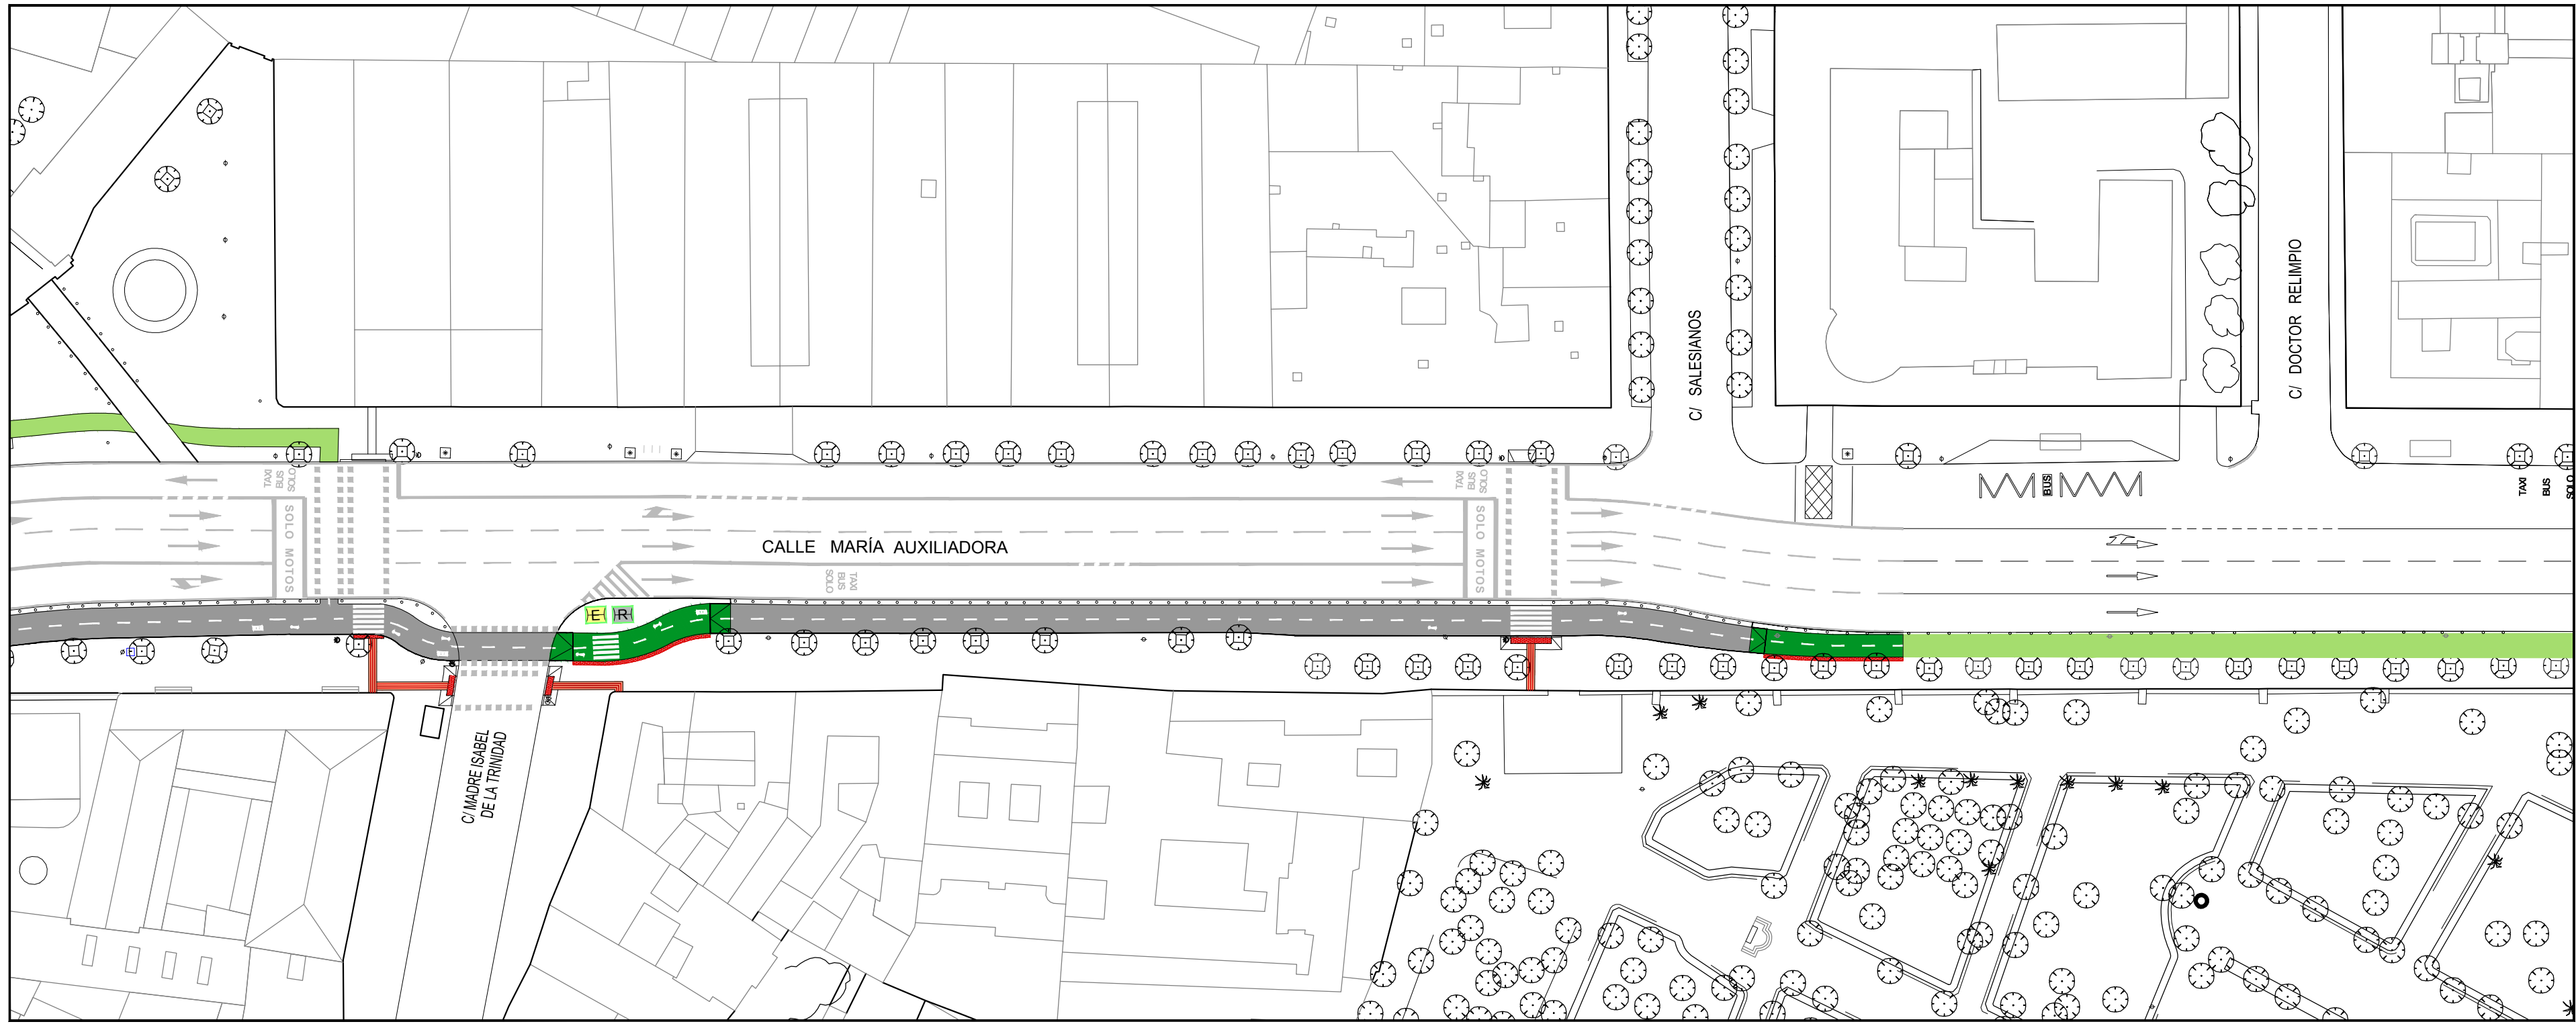 C/ SALESIANOS
C/ DOCTOR RELIMPIO
TAXI
BUS
SOLO
TAXI
BUS
SOLO
BUS
TAXI
BUS
SOLO
SOLO MOTOS
CALLE MARÍA AUXILIADORA
SOLO MOTOS
TAXI
BUS
SOLO
E
R
C/ MADRE ISABEL
DE LA TRINIDAD